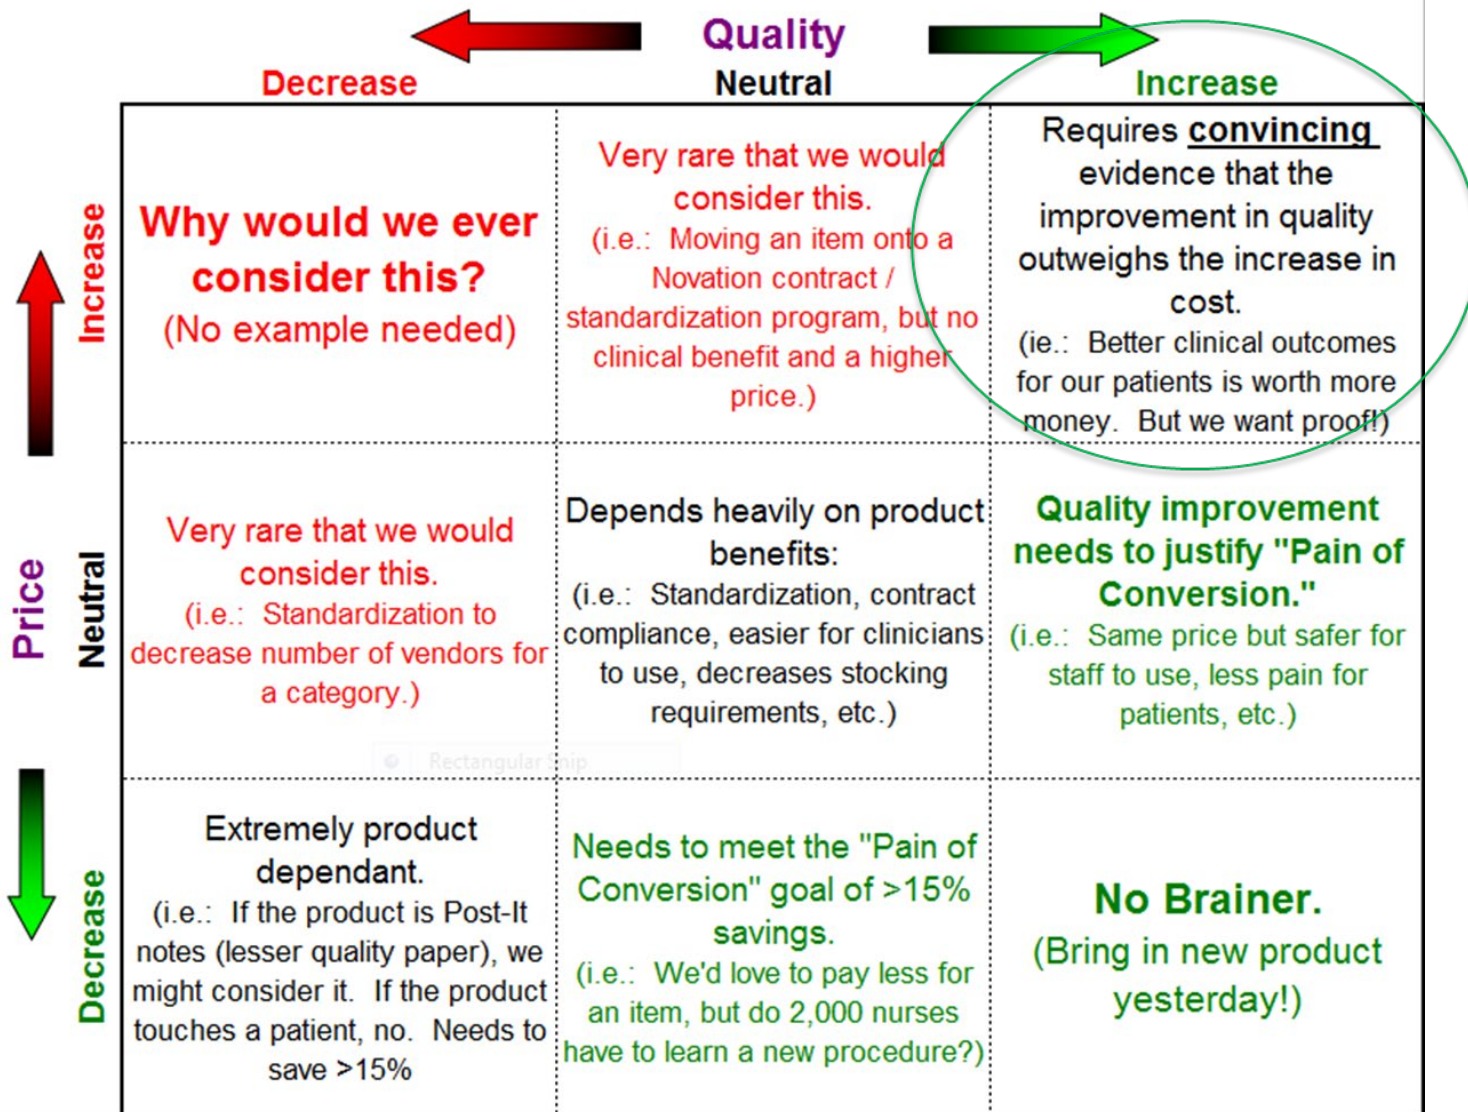 Quality
Decrease
Neutral
Increase
Price
Increase
Why would we ever
consider this?
(No example needed)
Very rare that we would
consider this.
(i.e.:  Moving an item onto a
Novation contract /
standardization program, but no
clinical benefit and a higher
price.)
Requires convincing
evidence that the
improvement in quality
outweighs the increase in
cost.
(ie.:  Better clinical outcomes
for our patients is worth more
money.  But we want proof!)
Neutral
Very rare that we would
consider this.
(i.e.:  Standardization to
decrease number of vendors for
a category.)
Depends heavily on product
benefits:
(i.e.:  Standardization, contract
compliance, easier for clinicians
to use, decreases stocking
requirements, etc.)
Quality improvement
needs to justify "Pain of
Conversion."
(i.e.:  Same price but safer for
staff to use, less pain for
patients, etc.)
Rectangular Snip
Decrease
Extremely product
dependant.
(i.e.:  If the product is Post-It
notes (lesser quality paper), we
might consider it.  If the product
touches a patient, no.  Needs to
save >15%
Needs to meet the "Pain of
Conversion" goal of >15%
savings.
(i.e.:  We'd love to pay less for
an item, but do 2,000 nurses
have to learn a new procedure?)
No Brainer.
(Bring in new product
yesterday!)